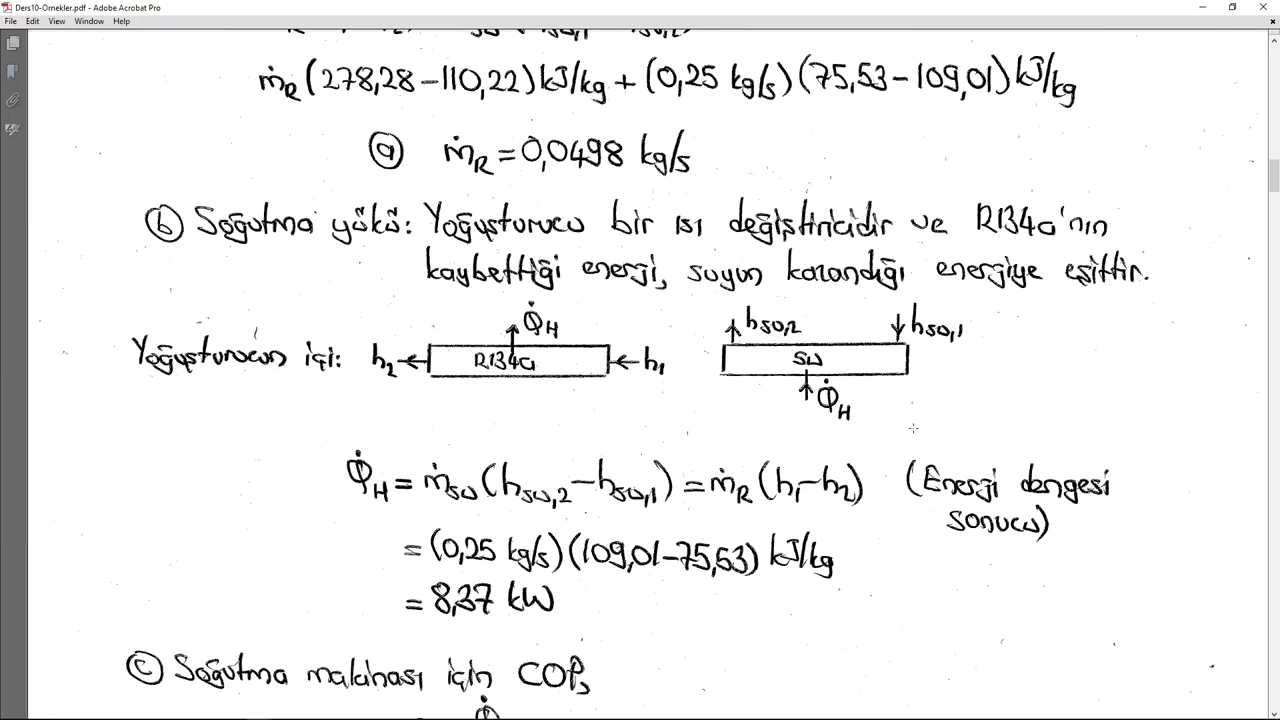 Ders10-Ornekler.pdf - Adobe Acrobat Pro
File Edit View Window Help
ṁR (278,28-110,22) kJ/kg + (0,25 kg/s) (75,53-109,01) kJ/kg
(a) ṁR = 0,0498 kg/s
(b) Soğutma yükü: Yoğuşturucu bir ısı değiştiricidir ve R134a'nın
kaybettiği energi, suyun kazandığı energiye eşittir.
Q̇H
hsu,2 hsu,1
Yoğuşturucun içi: h2 R134a h1 su
Q̇H
Q̇H = ṁsu (hsu,2 - hsu,1) = ṁR (h1-h2) (Energi dengesi
sonucu)
= (0,25 kg/s) (109,01-75,53) kJ/kg
= 8,37 kW
(c) Soğutma makinası için COP,